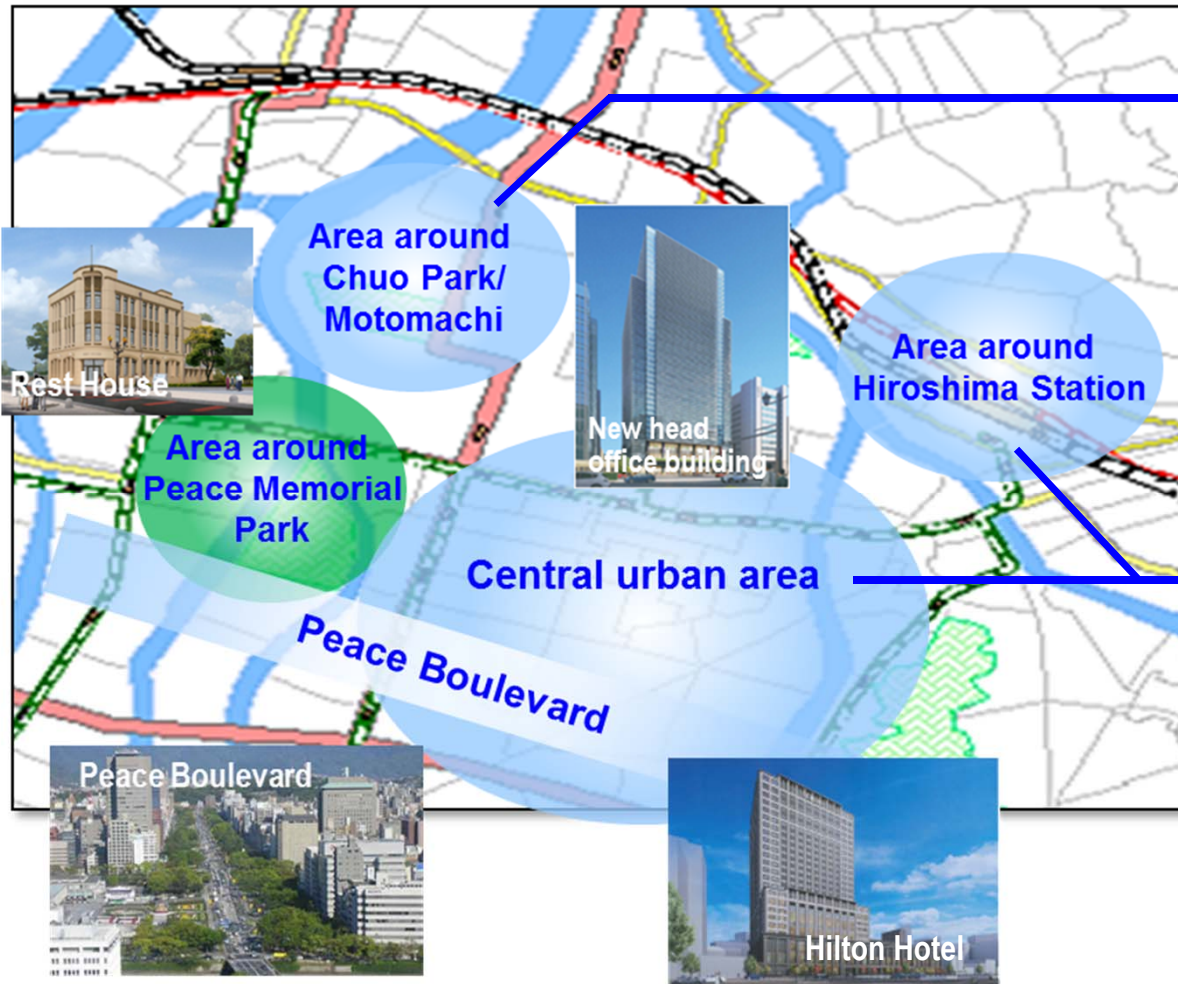 Area around
Chuo Park/
Motomachi
Rest House
New head
office building
Area around
Hiroshima Station
Area around
Peace Memorial
Park
Central urban area
Peace Boulevard
Peace Boulevard
Hilton Hotel